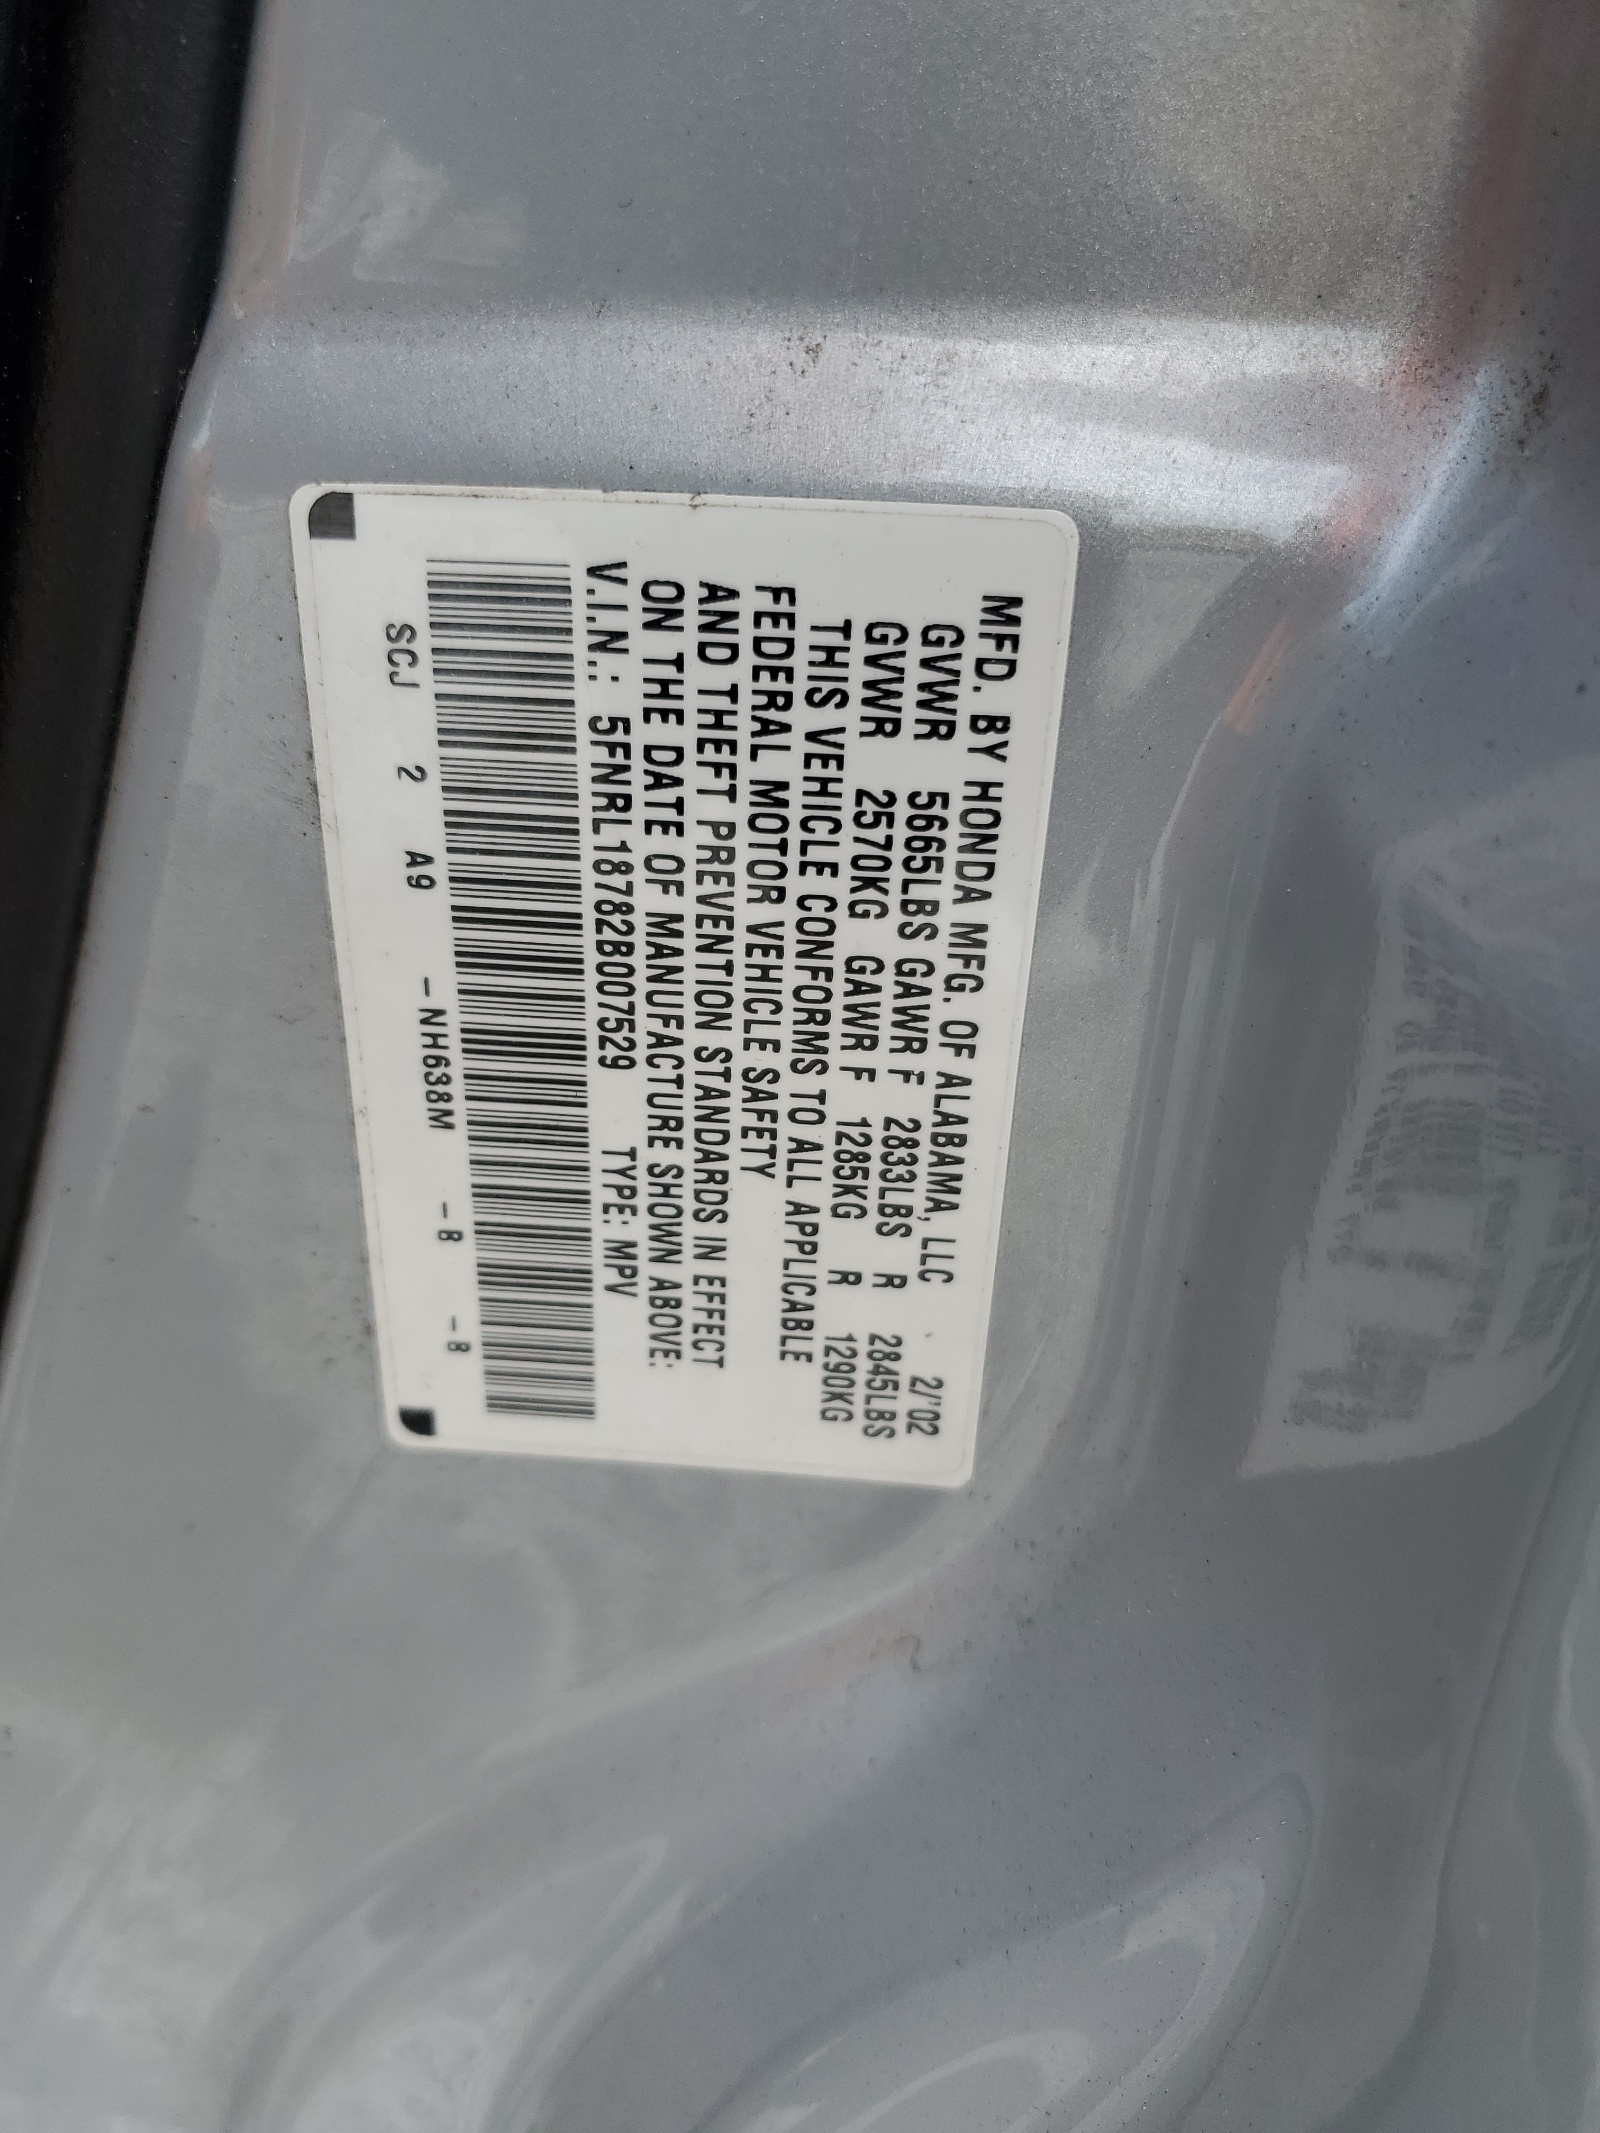 MFD. BY HONDA MFG. OF ALABAMA, LLC 2/'02
GVWR 5665LBS GAWR F 2833LBS R 2845LBS
GVWR 2570KG GAWR F 1285KG R 1290KG
THIS VEHICLE CONFORMS TO ALL APPLICABLE
FEDERAL MOTOR VEHICLE SAFETY
AND THEFT PREVENTION STANDARDS IN EFFECT
ON THE DATE OF MANUFACTURE SHOWN ABOVE:
V.I.N.: 5FNRL18782B007529 TYPE: MPV
SCJ 2 A9 -NH638M -B -B